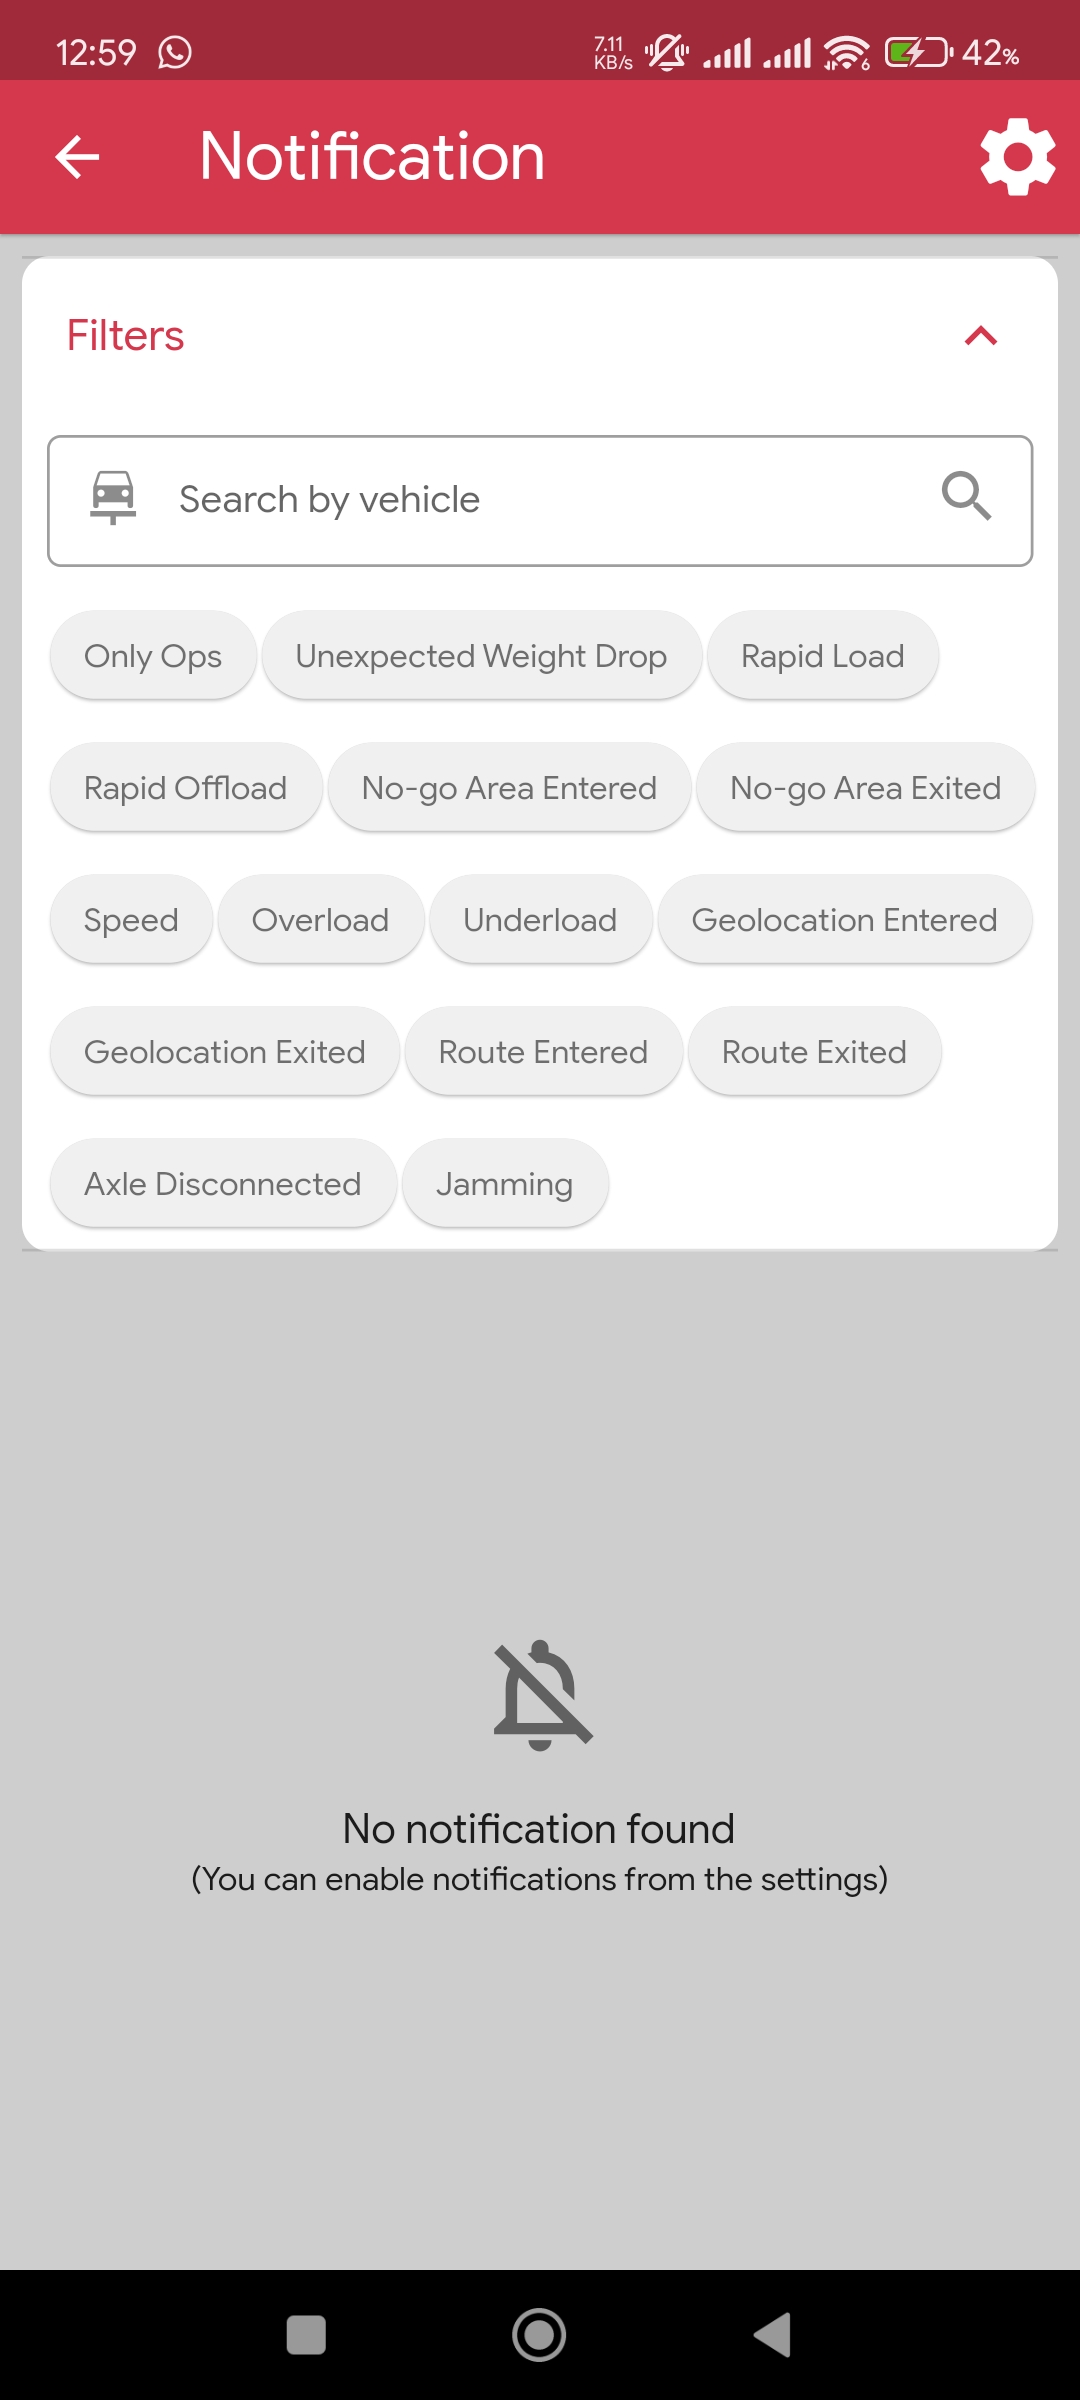 12:59 7.11 KB/s 6 42%
Notification
Filters
Search by vehicle
Only Ops Unexpected Weight Drop Rapid Load
Rapid Offload No-go Area Entered No-go Area Exited
Speed Overload Underload Geolocation Entered
Geolocation Exited Route Entered Route Exited
Axle Disconnected Jamming
No notification found
(You can enable notifications from the settings)